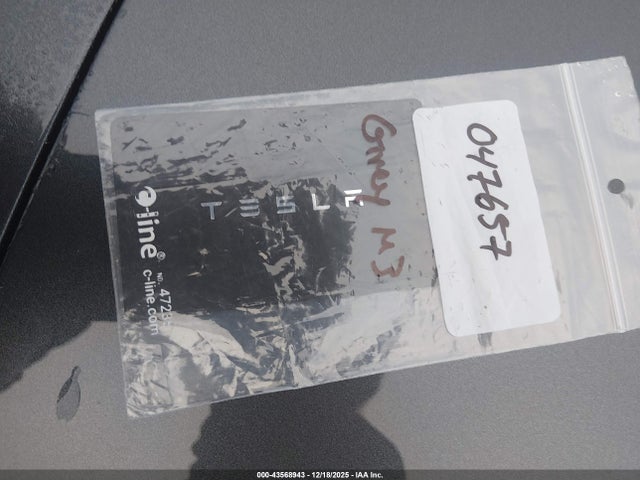 TESLA
Grey M3
047657
c-line®
c-line.com
000-43568943 - 12/18/2025 - IAA Inc.